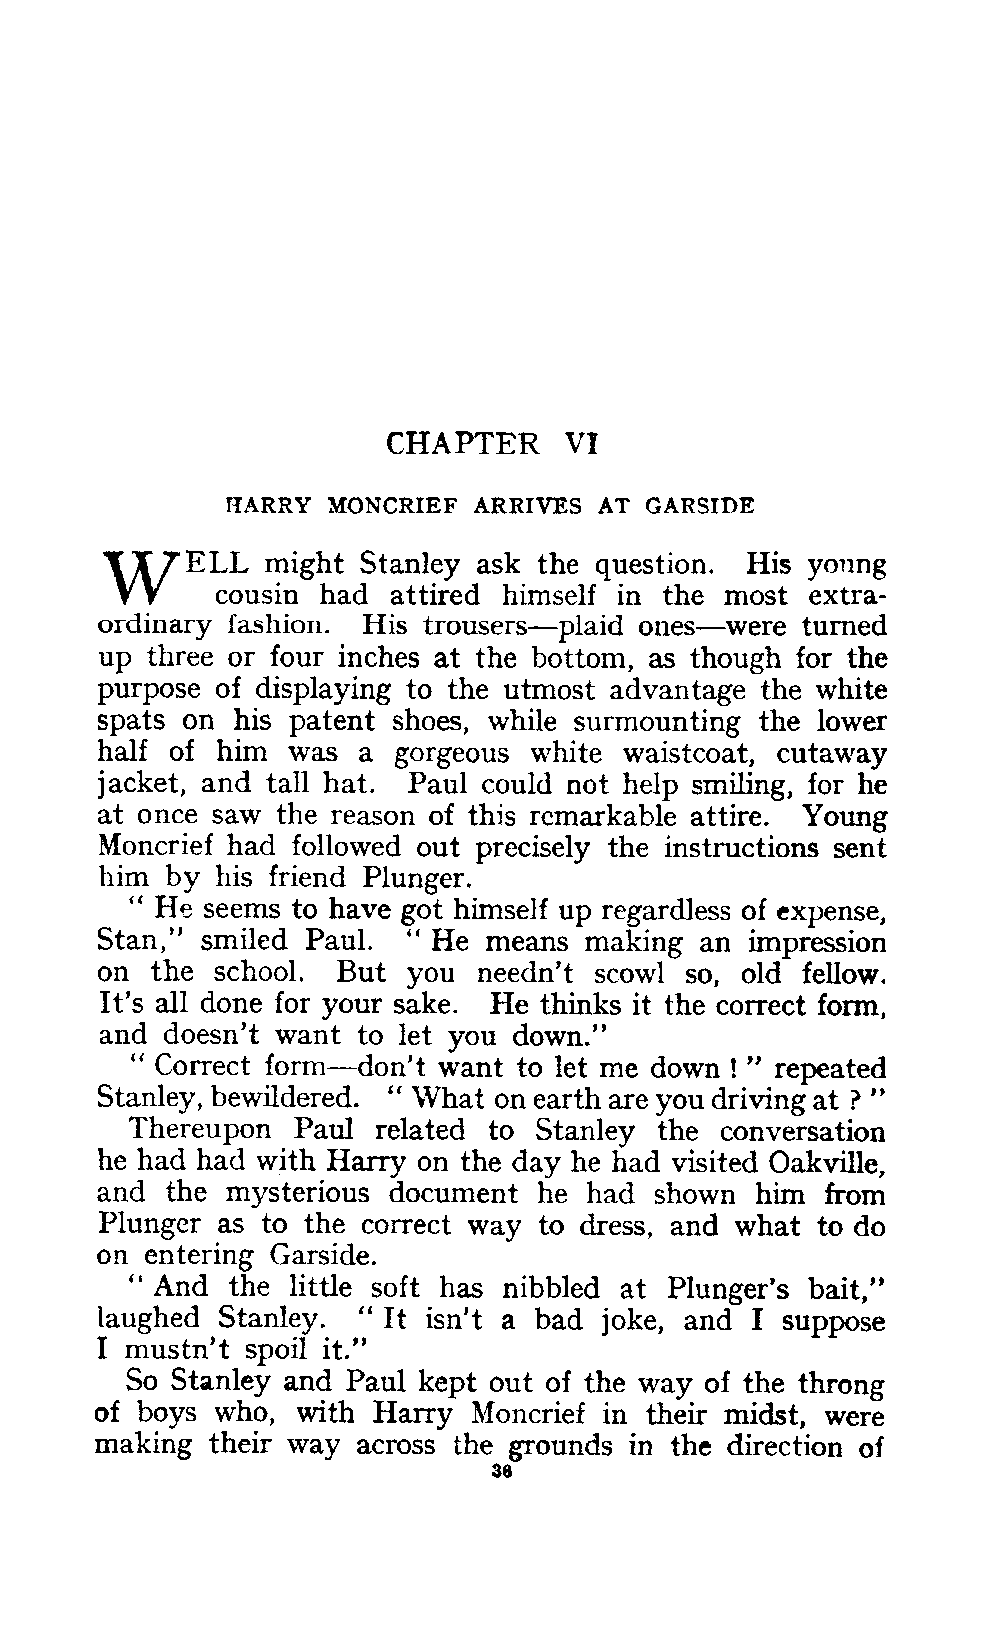 CHAPTER VI
HARRY MONCRIEF ARRIVES AT GARSIDE
WELL might Stanley ask the question. His young
cousin had attired himself in the most extra-
ordinary fashion. His trousers—plaid ones—were turned
up three or four inches at the bottom, as though for the
purpose of displaying to the utmost advantage the white
spats on his patent shoes, while surmounting the lower
half of him was a gorgeous white waistcoat, cutaway
jacket, and tall hat. Paul could not help smiling, for he
at once saw the reason of this remarkable attire. Young
Moncrief had followed out precisely the instructions sent
him by his friend Plunger.
" He seems to have got himself up regardless of expense,
Stan," smiled Paul. " He means making an impression
on the school. But you needn't scowl so, old fellow.
It's all done for your sake. He thinks it the correct form,
and doesn't want to let you down."
" Correct form—don't want to let me down ! " repeated
Stanley, bewildered. " What on earth are you driving at ? "
Thereupon Paul related to Stanley the conversation
he had had with Harry on the day he had visited Oakville,
and the mysterious document he had shown him from
Plunger as to the correct way to dress, and what to do
on entering Garside.
" And the little soft has nibbled at Plunger's bait,"
laughed Stanley. " It isn't a bad joke, and I suppose
I mustn't spoil it."
So Stanley and Paul kept out of the way of the throng
of boys who, with Harry Moncrief in their midst, were
making their way across the grounds in the direction of
36